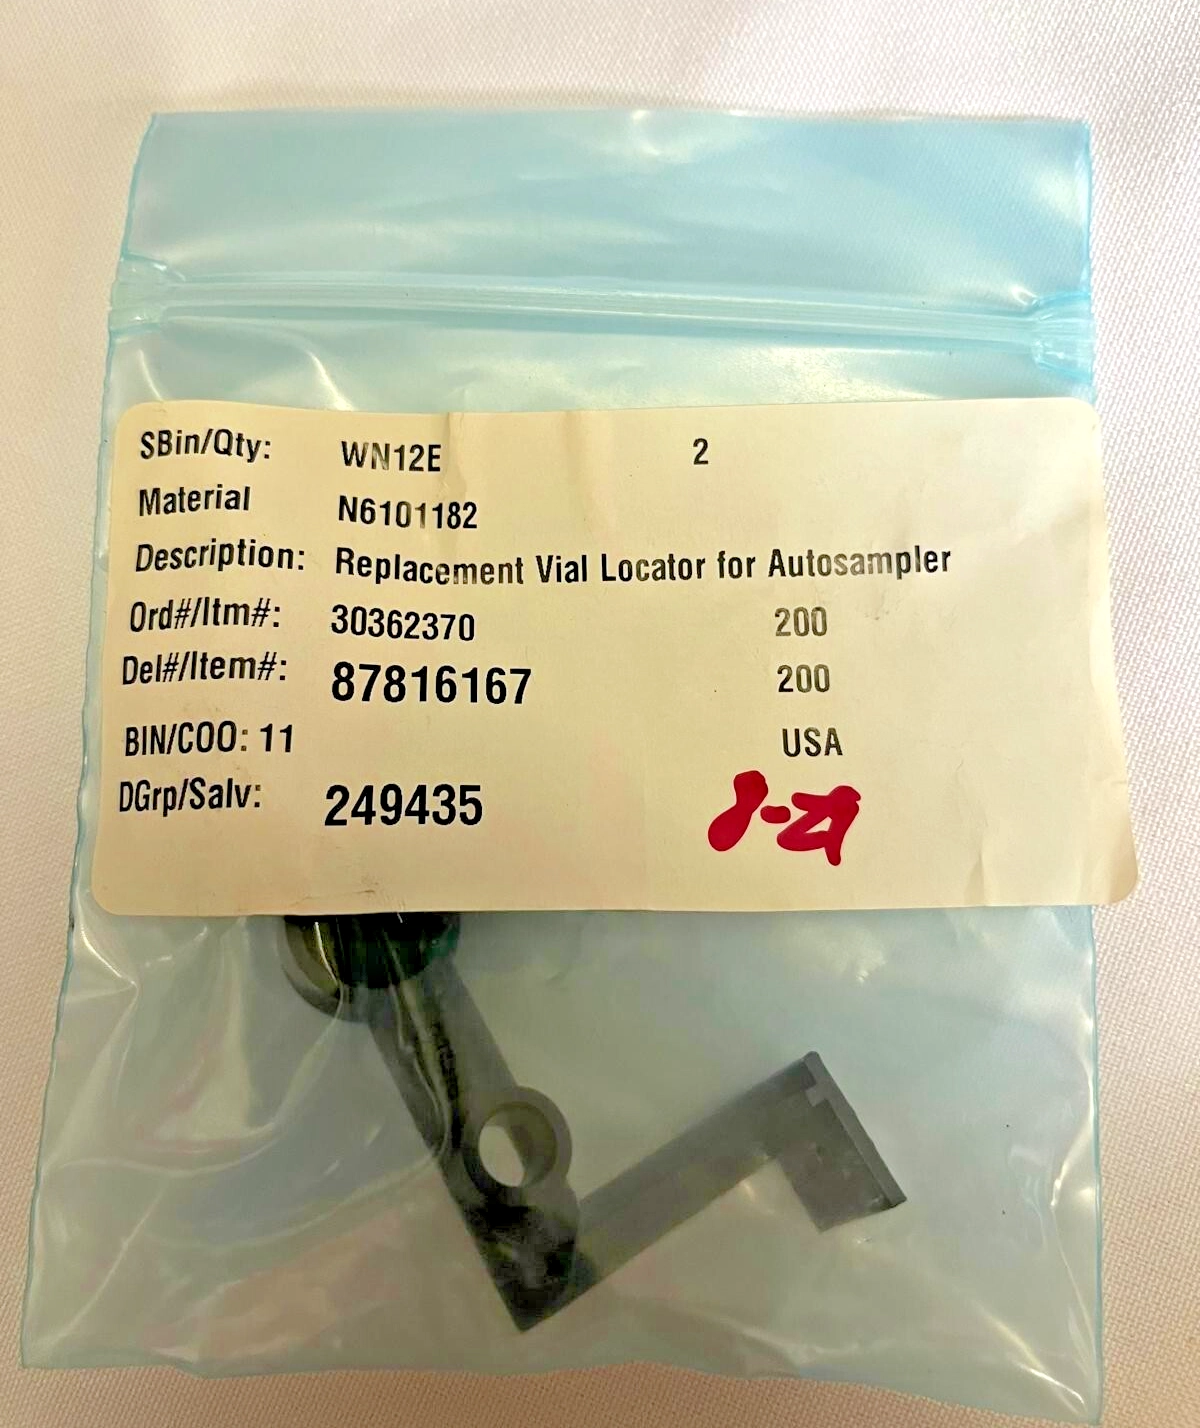 SBin/Qty: WN12E 2
Material N6101182
Description: Replacement Vial Locator for Autosampler
Ord#/Itm#: 30362370 200
Del#/Item#: 87816167 200
BIN/COO: 11 USA
DGrp/Salv: 249435